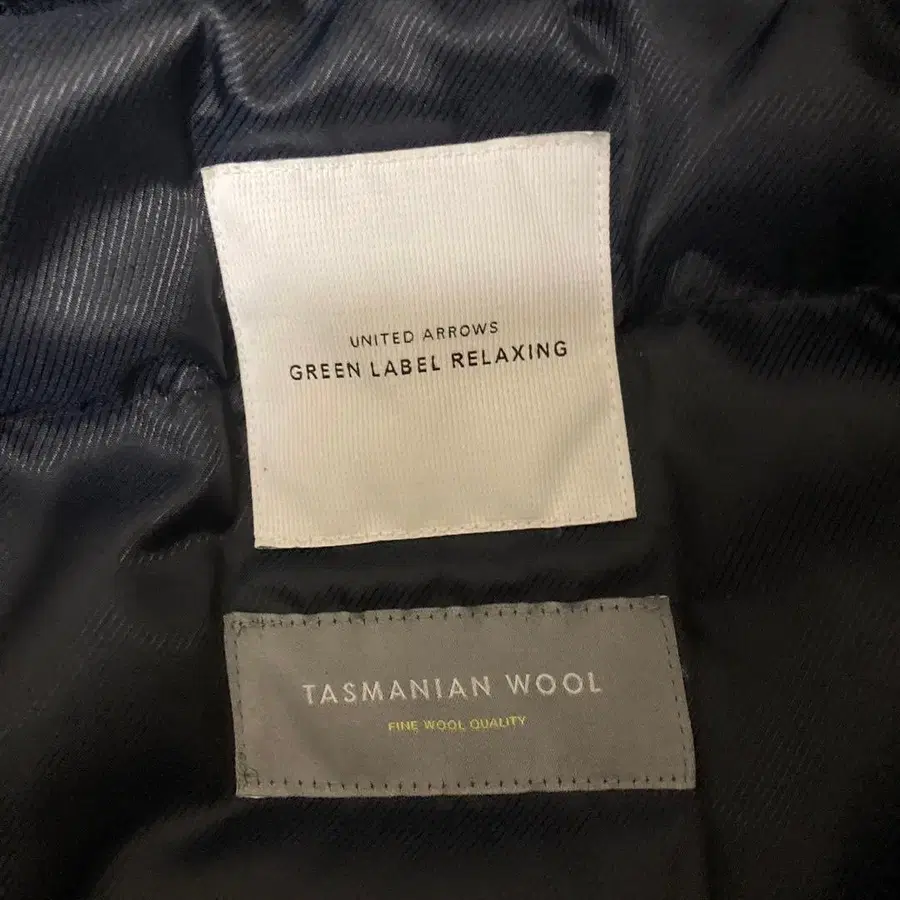 UNITED ARROWS
GREEN LABEL RELAXING
TASMANIAN WOOL
FINE WOOL QUALITY